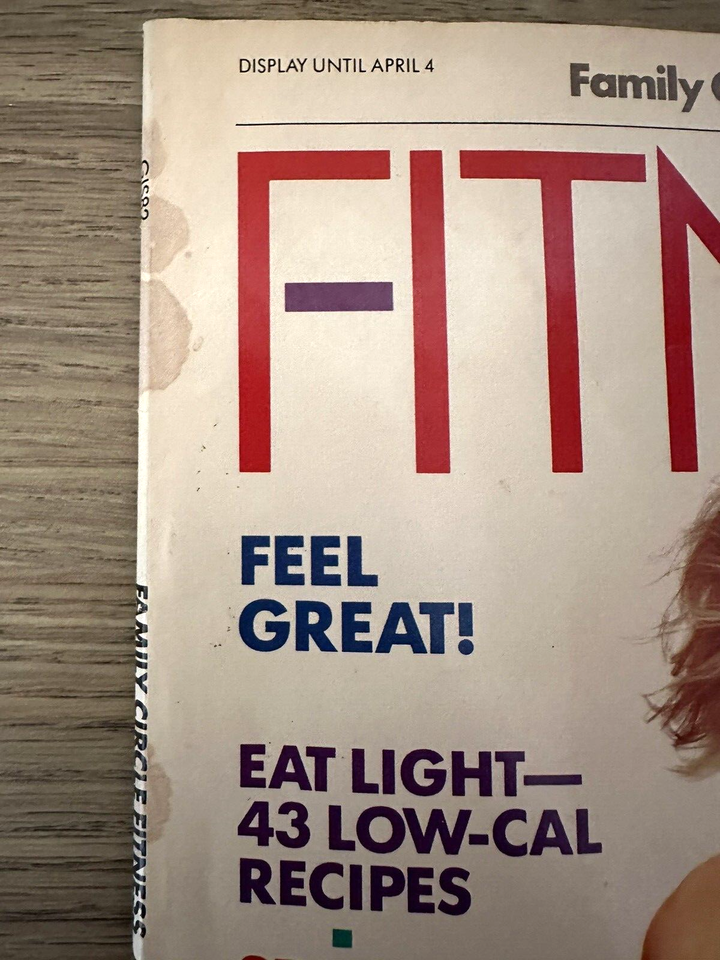 DISPLAY UNTIL APRIL 4
Family
FITN
FEEL
GREAT!
EAT LIGHT—
43 LOW-CAL
RECIPES
FAMILY CIRCLE FITNESS